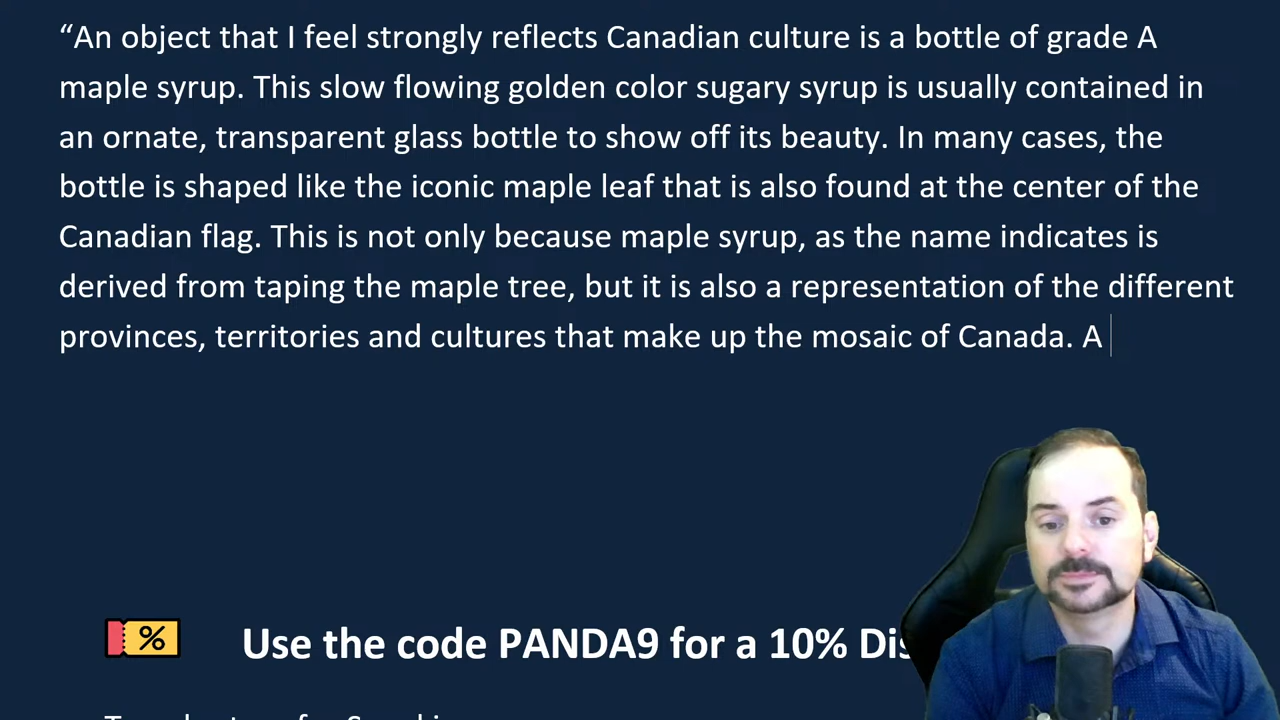 “An object that I feel strongly reflects Canadian culture is a bottle of grade A
maple syrup. This slow flowing golden color sugary syrup is usually contained in
an ornate, transparent glass bottle to show off its beauty. In many cases, the
bottle is shaped like the iconic maple leaf that is also found at the center of the
Canadian flag. This is not only because maple syrup, as the name indicates is
derived from taping the maple tree, but it is also a representation of the different
provinces, territories and cultures that make up the mosaic of Canada. A
% Use the code PANDA9 for a 10%